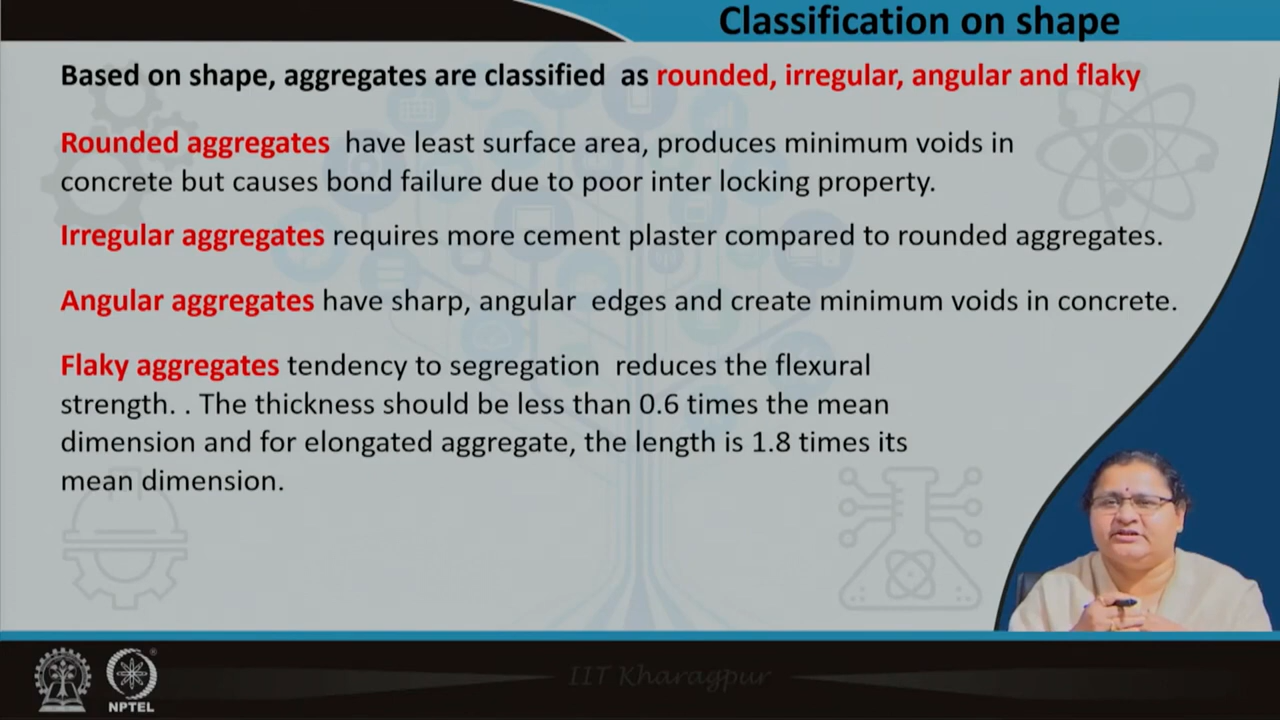 Classification on shape
Based on shape, aggregates are classified as rounded, irregular, angular and flaky
Rounded aggregates have least surface area, produces minimum voids in
concrete but causes bond failure due to poor inter locking property.
Irregular aggregates requires more cement plaster compared to rounded aggregates.
Angular aggregates have sharp, angular edges and create minimum voids in concrete.
Flaky aggregates tendency to segregation reduces the flexural
strength. . The thickness should be less than 0.6 times the mean
dimension and for elongated aggregate, the length is 1.8 times its
mean dimension.
IIT Kharagpur
NPTEL